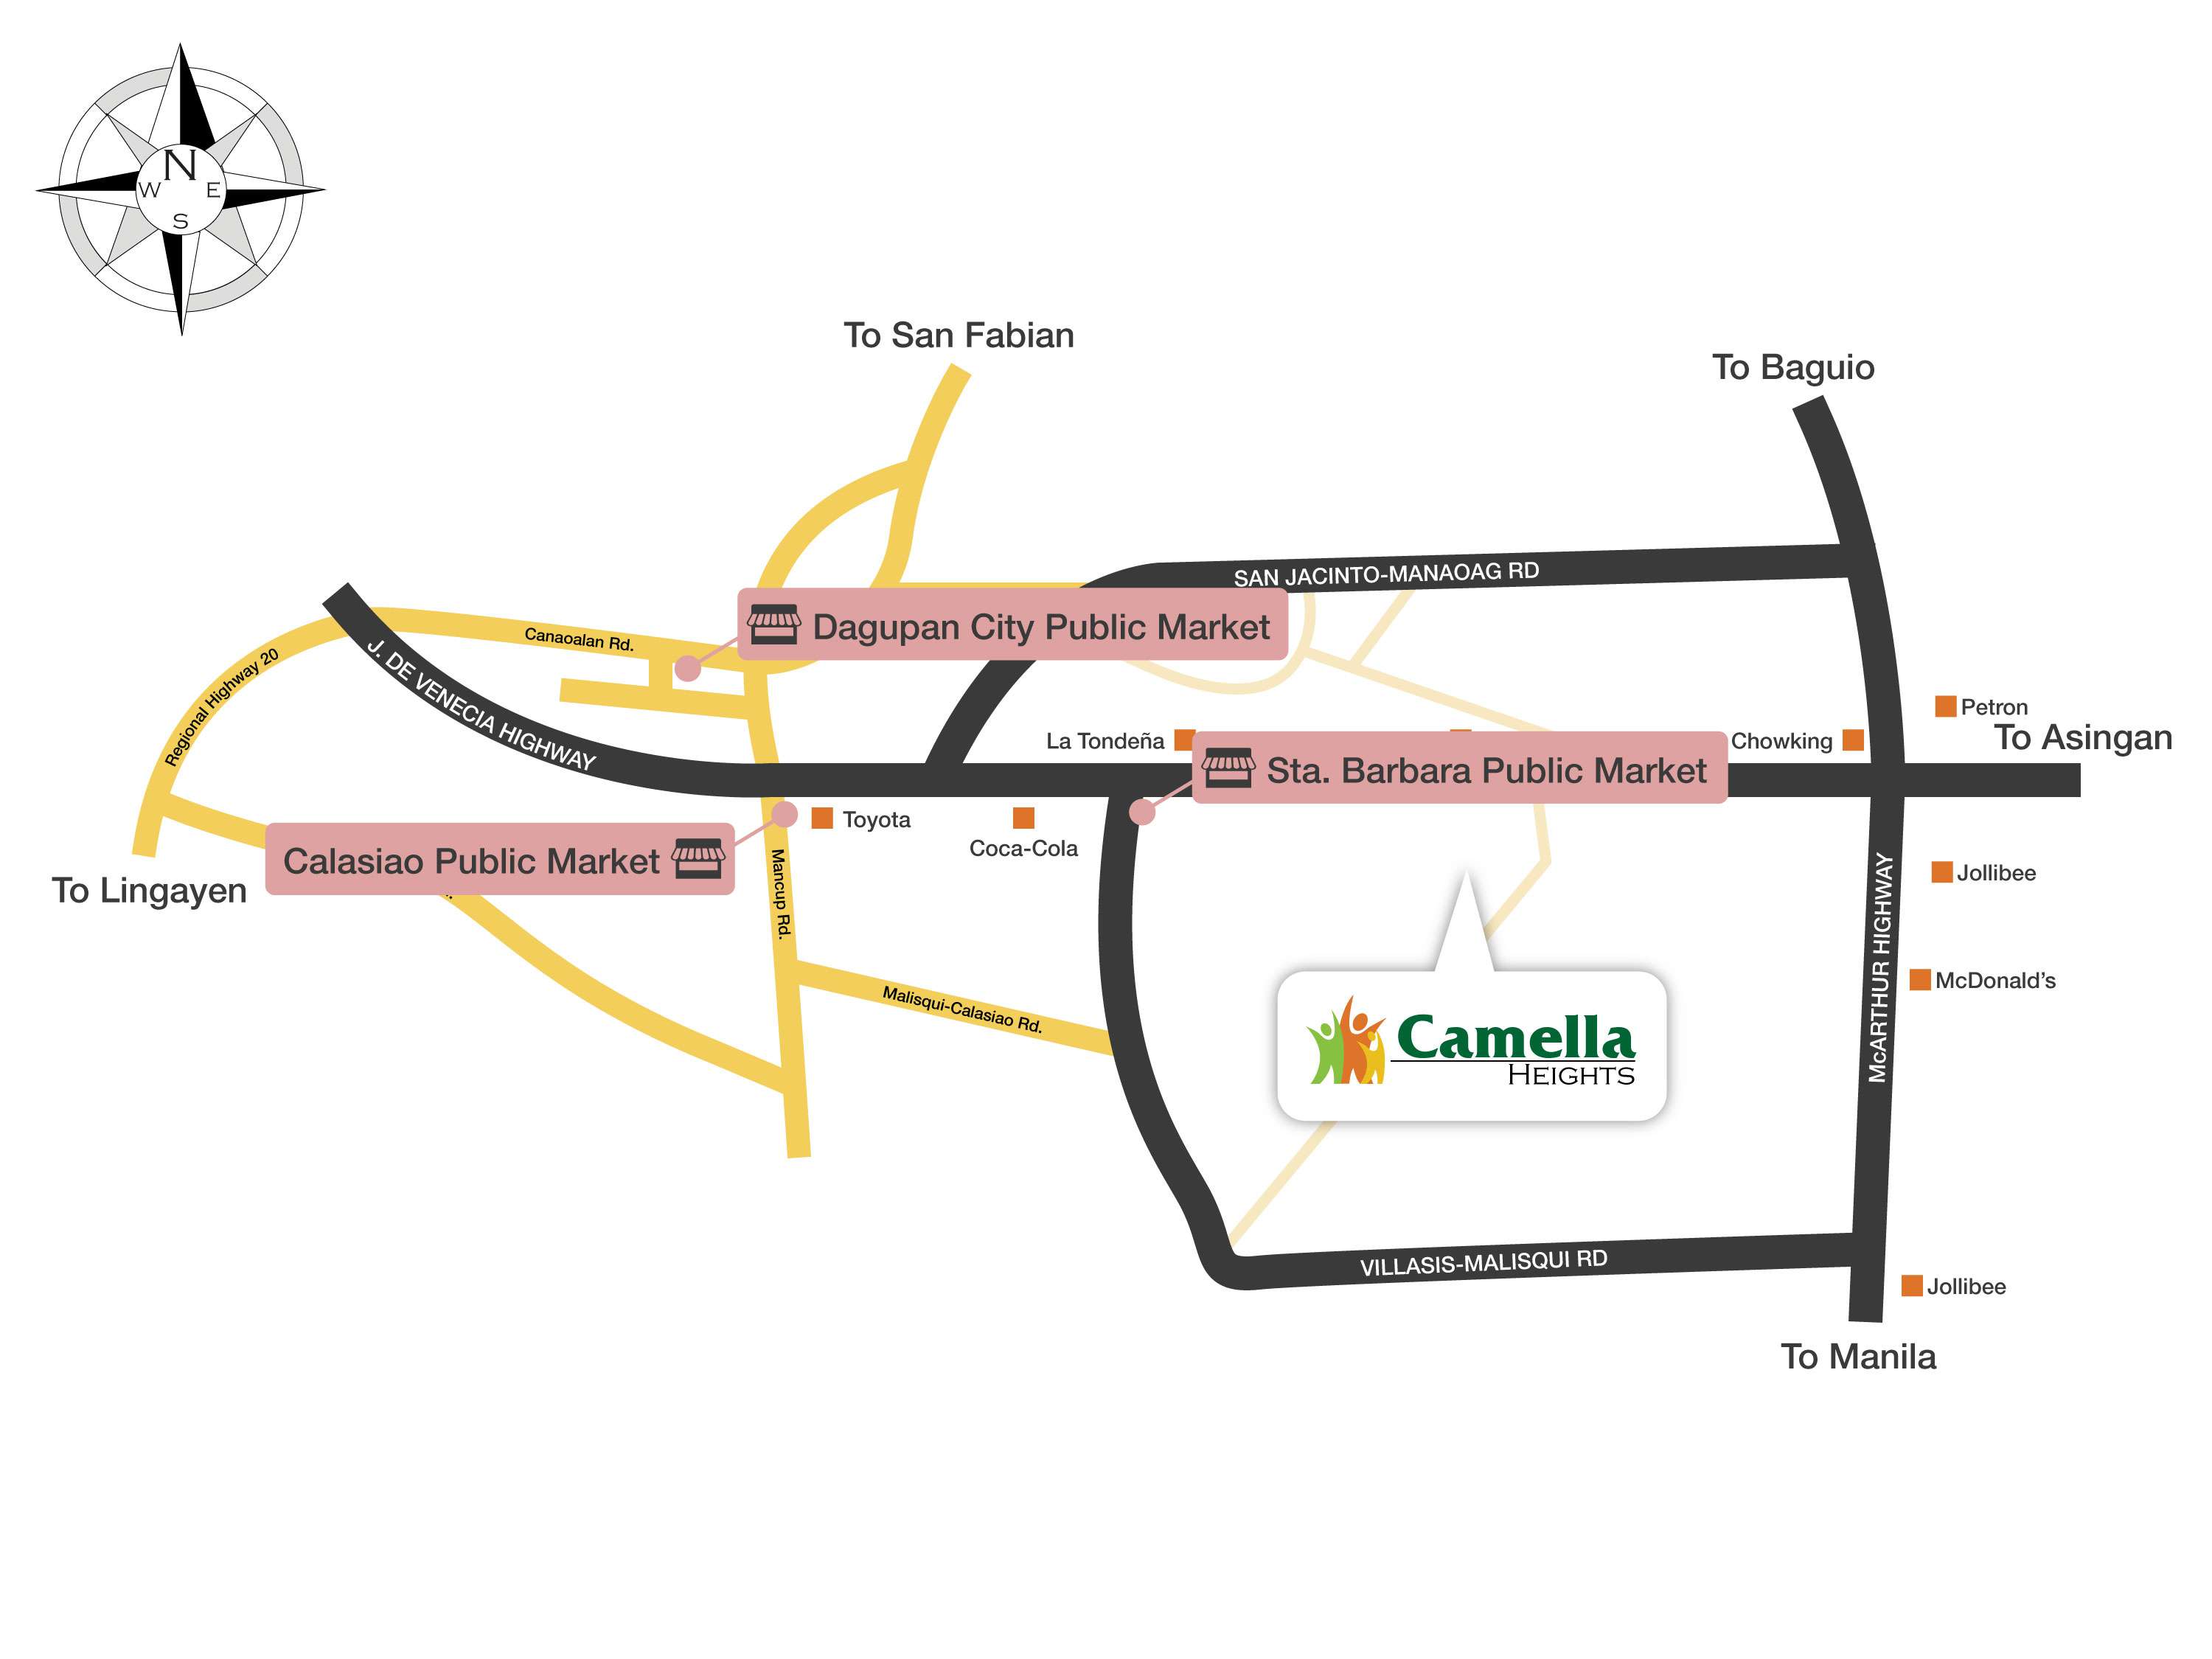 N
W E
S
To San Fabian
To Baguio
SAN JACINTO-MANAOAG RD
Dagupan City Public Market
Canaoalan Rd.
Regional Highway 20
J. DE VENECIA HIGHWAY
Petron
To Asingan
La Tondeña
Chowking
Sta. Barbara Public Market
Toyota
Coca-Cola
Calasiao Public Market
To Lingayen
Mancup Rd.
Jollibee
McARTHUR HIGHWAY
McDonald's
Malisqui-Calasiao Rd.
Camella
HEIGHTS
VILLASIS-MALISQUI RD
Jollibee
To Manila